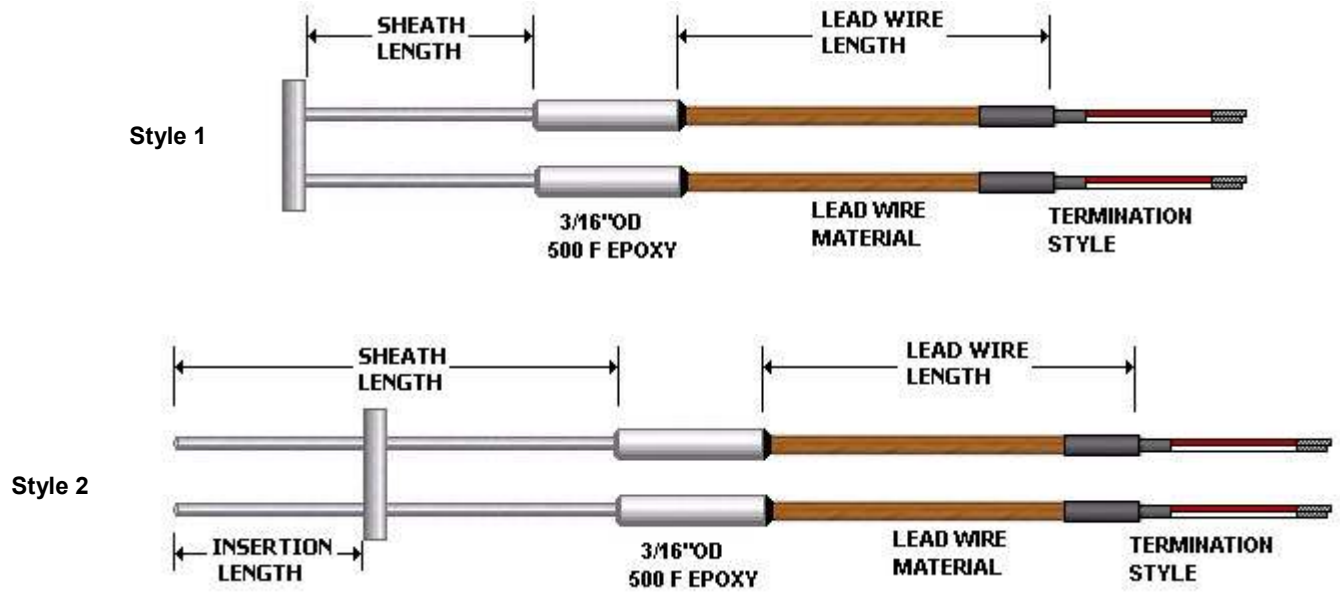 SHEATH
LENGTH
LEAD WIRE
LENGTH
Style 1
3/16"OD
500 F EPOXY
LEAD WIRE
MATERIAL
TERMINATION
STYLE
SHEATH
LENGTH
LEAD WIRE
LENGTH
Style 2
INSERTION
LENGTH
3/16"OD
500 F EPOXY
LEAD WIRE
MATERIAL
TERMINATION
STYLE